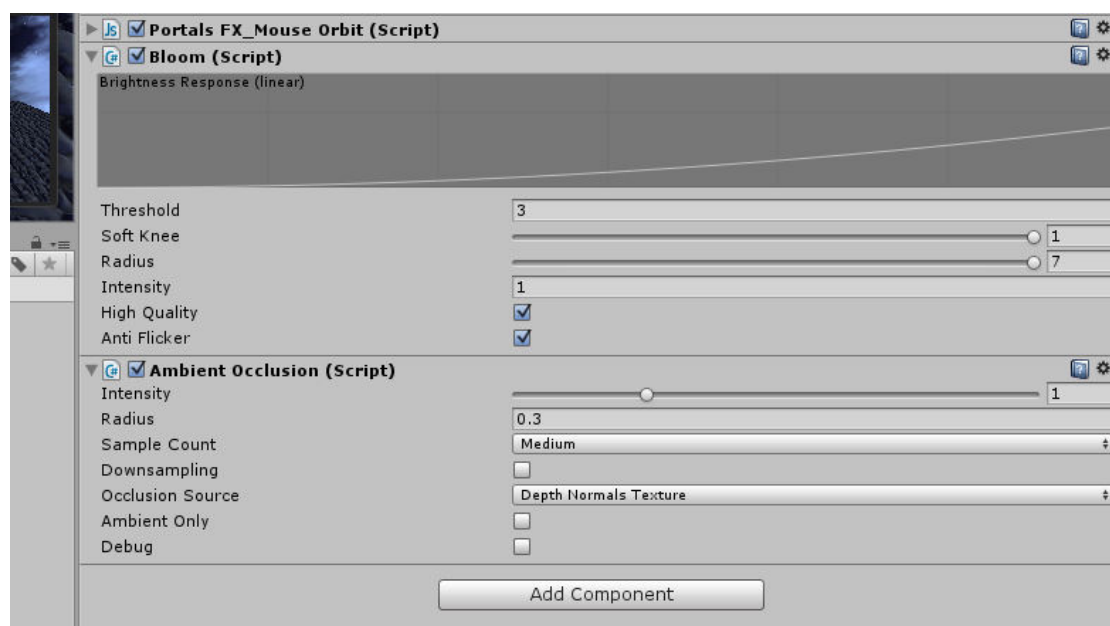 Portals FX_Mouse Orbit (Script)
Bloom (Script)
Brightness Response (linear)
Threshold 3
Soft Knee 1
Radius 7
Intensity 1
High Quality
Anti Flicker
Ambient Occlusion (Script)
Intensity 1
Radius 0.3
Sample Count Medium
Downsampling
Occlusion Source Depth Normals Texture
Ambient Only
Debug
Add Component